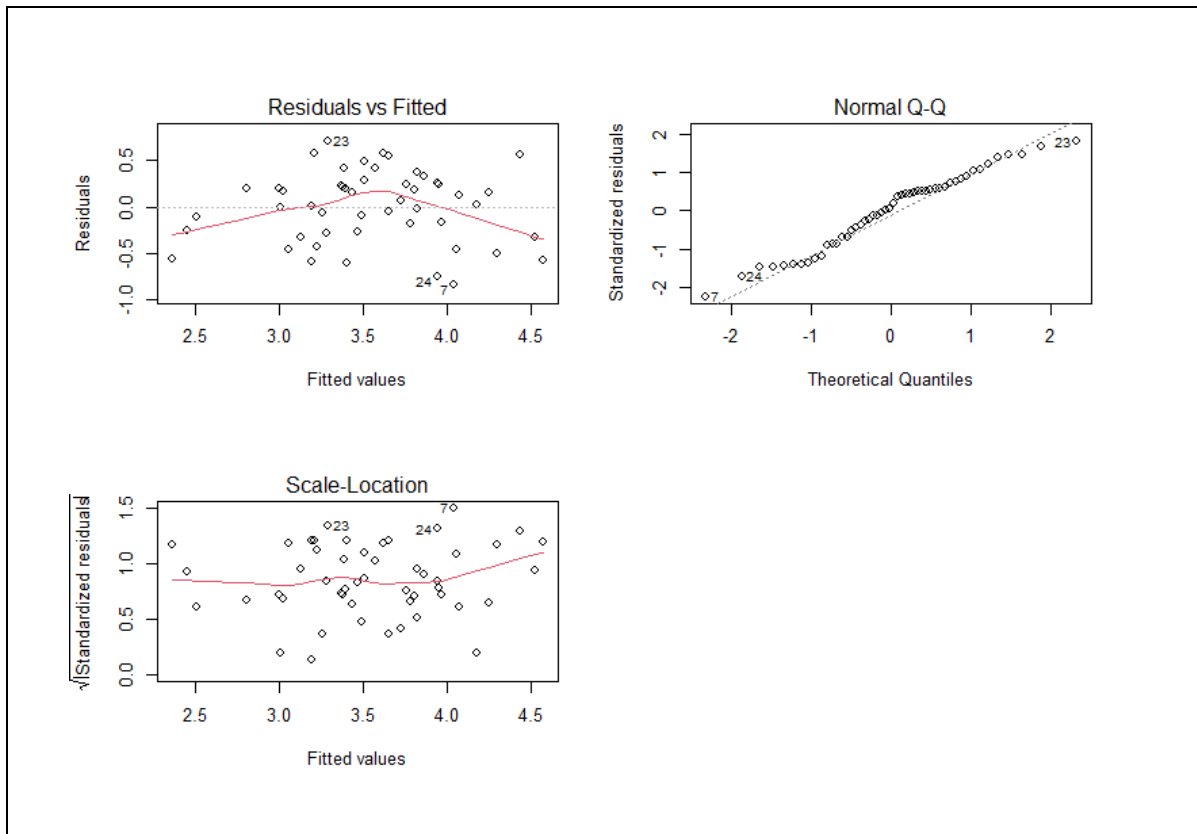 Residuals vs Fitted
Residuals
0.5
0.0
-0.5
-1.0
23
24
7
2.5 3.0 3.5 4.0 4.5
Fitted values
Normal Q-Q
Standardized residuals
2
1
0
-1
-2
23
24
7
-2 -1 0 1 2
Theoretical Quantiles
Scale-Location
√|Standardized residuals|
1.5
1.0
0.5
0.0
7
24
23
2.5 3.0 3.5 4.0 4.5
Fitted values